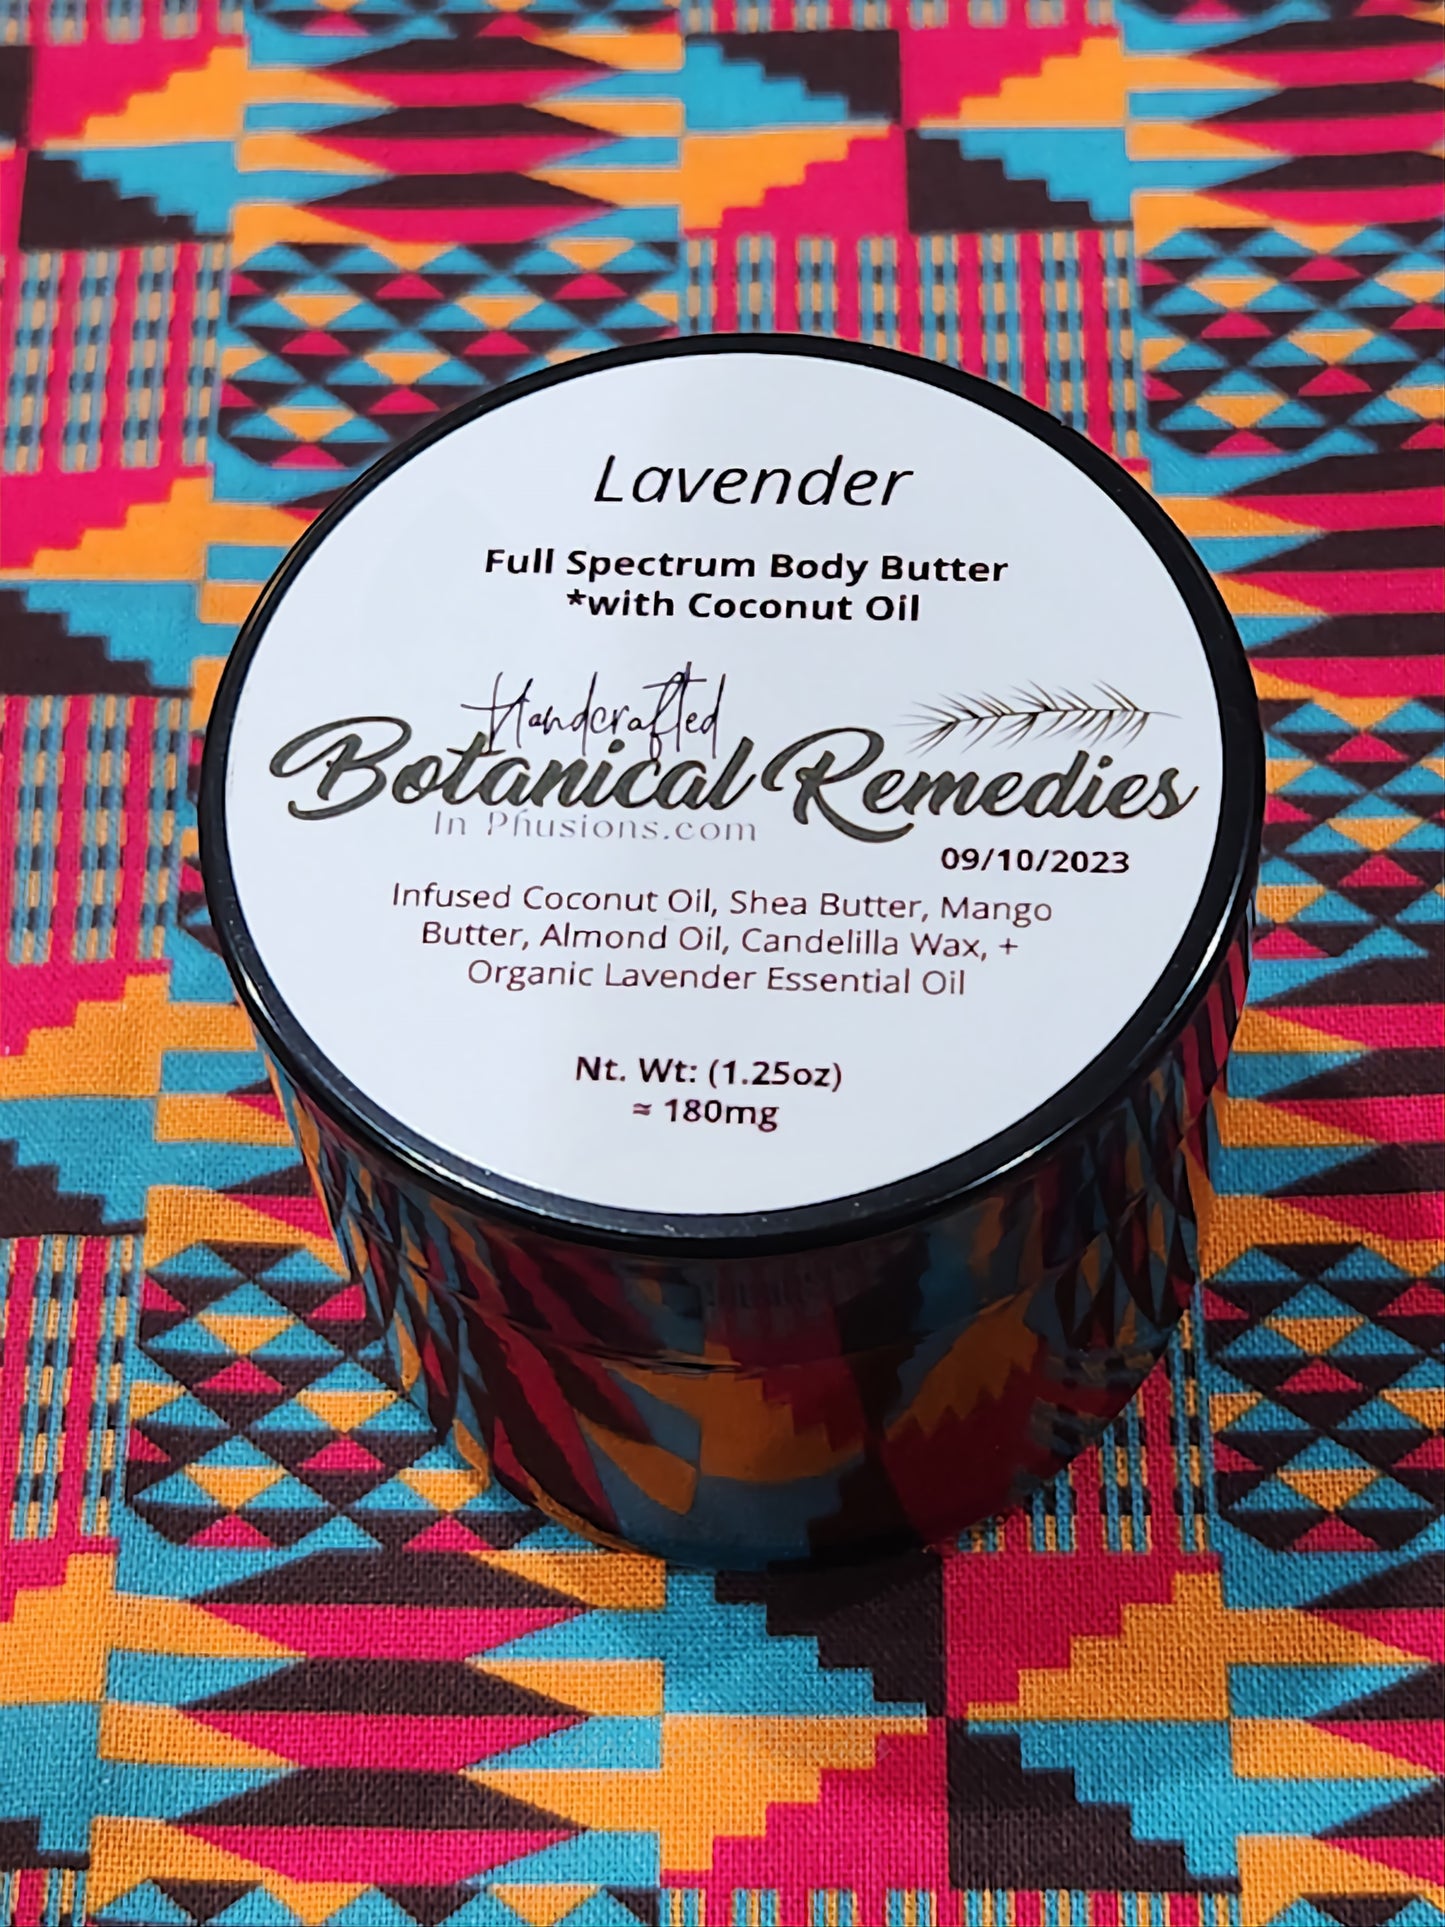 Lavender
Full Spectrum Body Butter
*with Coconut Oil
Handcrafted
Botanical Remedies
In Phusions.com
09/10/2023
Infused Coconut Oil, Shea Butter, Mango
Butter, Almond Oil, Candelilla Wax, +
Organic Lavender Essential Oil
Nt. Wt: (1.25oz)
≈ 180mg